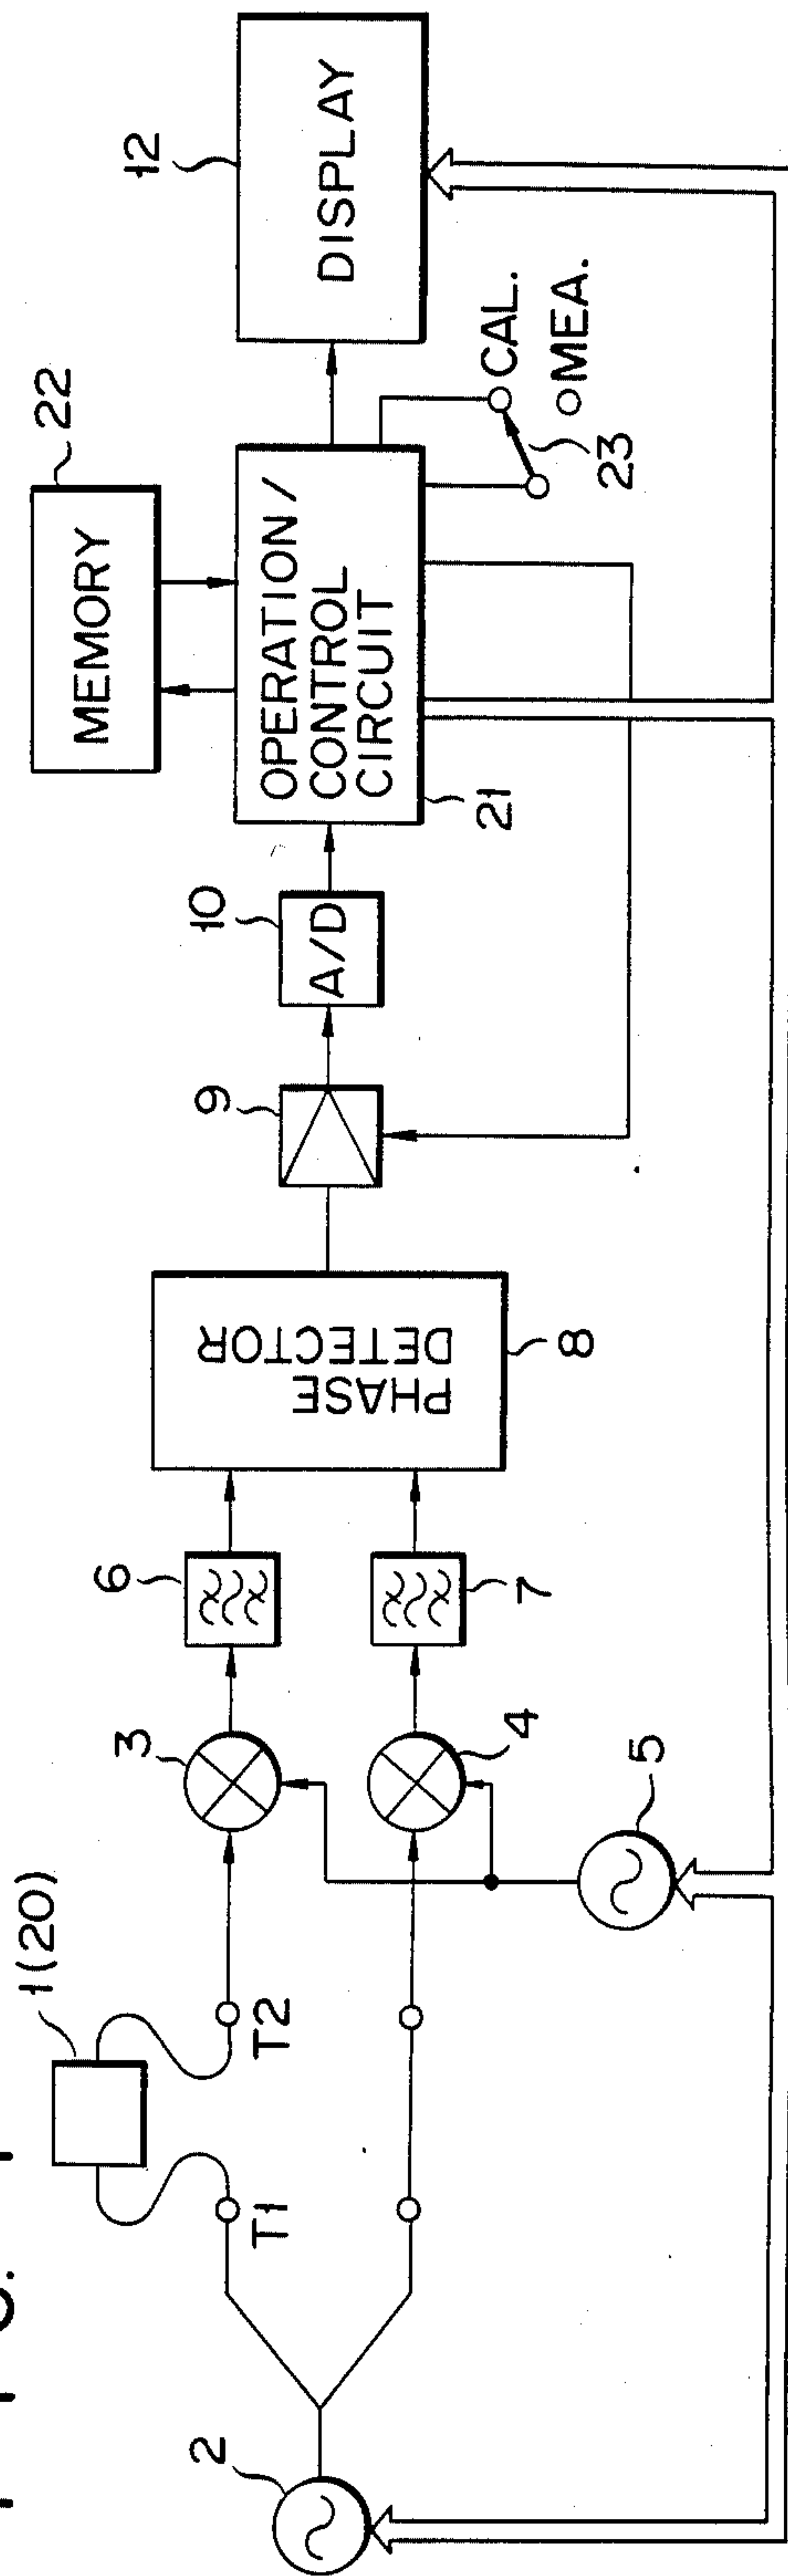 1(20)
T1
T2
2
3
4
5
6
7
PHASE
DETECTOR
8
9
A/D
10
OPERATION/
CONTROL
CIRCUIT
21
MEMORY
22
CAL.
MEA.
23
DISPLAY
12